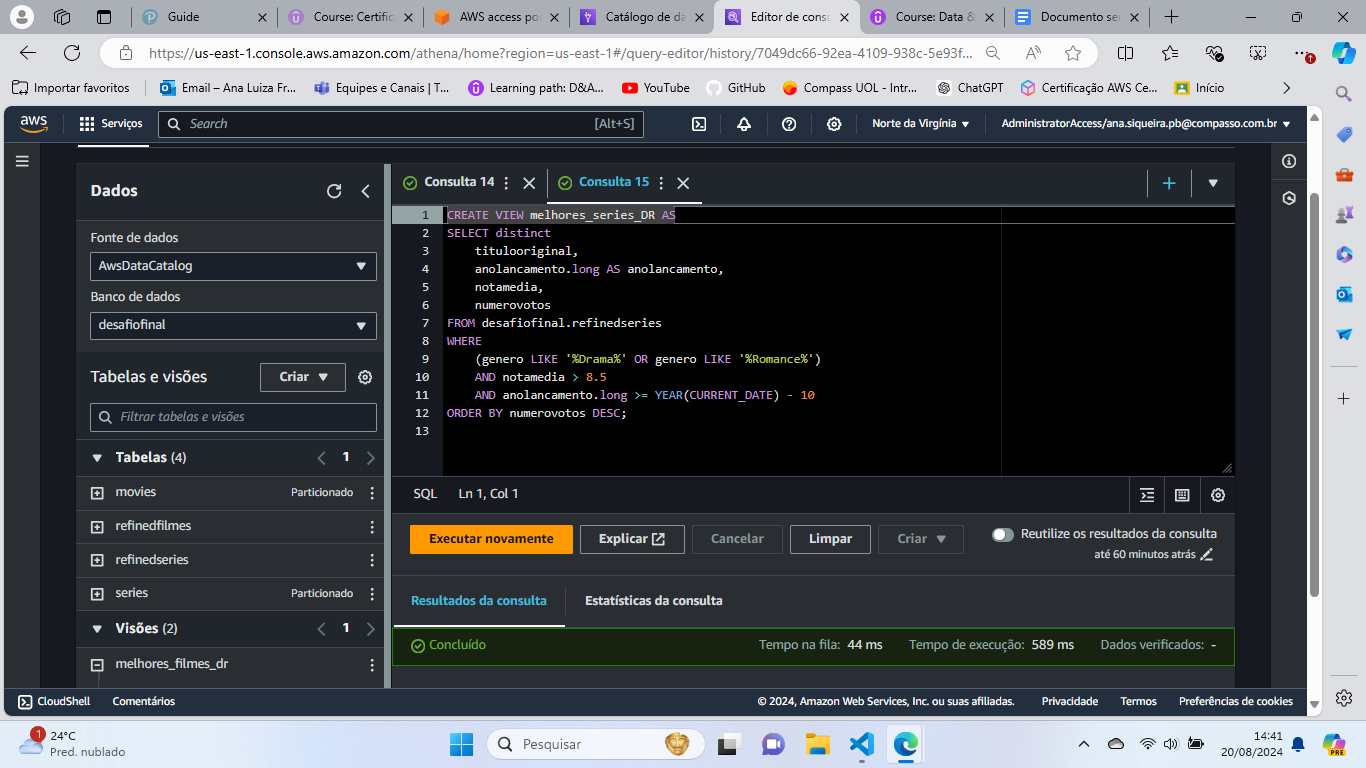 Guide
Course: Certific
AWS access por
Catálogo de da
Editor de consu
Course: Data &
Documento se
https://us-east-1.console.aws.amazon.com/athena/home?region=us-east-1#/query-editor/history/7049dc66-92ea-4109-938c-5e93f...
Importar favoritos
Email – Ana Luiza Fr...
Equipes e Canais | T...
Learning path: D&A...
YouTube
GitHub
Compass UOL - Intr...
ChatGPT
Certificação AWS Ce...
Início
aws
Serviços
Search
[Alt+S]
Norte da Virgínia
AdministratorAccess/ana.siqueira.pb@compasso.com.br
Dados
Fonte de dados
AwsDataCatalog
Banco de dados
desafiofinal
Tabelas e visões
Criar
Filtrar tabelas e visões
Tabelas (4)
1
movies
Particionado
refinedfilmes
refinedseries
series
Particionado
Visões (2)
1
melhores_filmes_dr
Consulta 14
Consulta 15
1 CREATE VIEW melhores_series_DR AS
2 SELECT distinct
3 titulooriginal,
4 anolancamento.long AS anolancamento,
5 notamedia,
6 numerovotos
7 FROM desafiofinal.refinedseries
8 WHERE
9 (genero LIKE '%Drama%' OR genero LIKE '%Romance%')
10 AND notamedia > 8.5
11 AND anolancamento.long >= YEAR(CURRENT_DATE) - 10
12 ORDER BY numerovotos DESC;
13
SQL
Ln 1, Col 1
Executar novamente
Explicar
Cancelar
Limpar
Criar
Reutilize os resultados da consulta
até 60 minutos atrás
Resultados da consulta
Estatísticas da consulta
Concluído
Tempo na fila: 44 ms
Tempo de execução: 589 ms
Dados verificados: -
CloudShell
Comentários
© 2024, Amazon Web Services, Inc. ou suas afiliadas.
Privacidade
Termos
Preferências de cookies
1
24°C
Pred. nublado
Pesquisar
PRE
14:41
20/08/2024